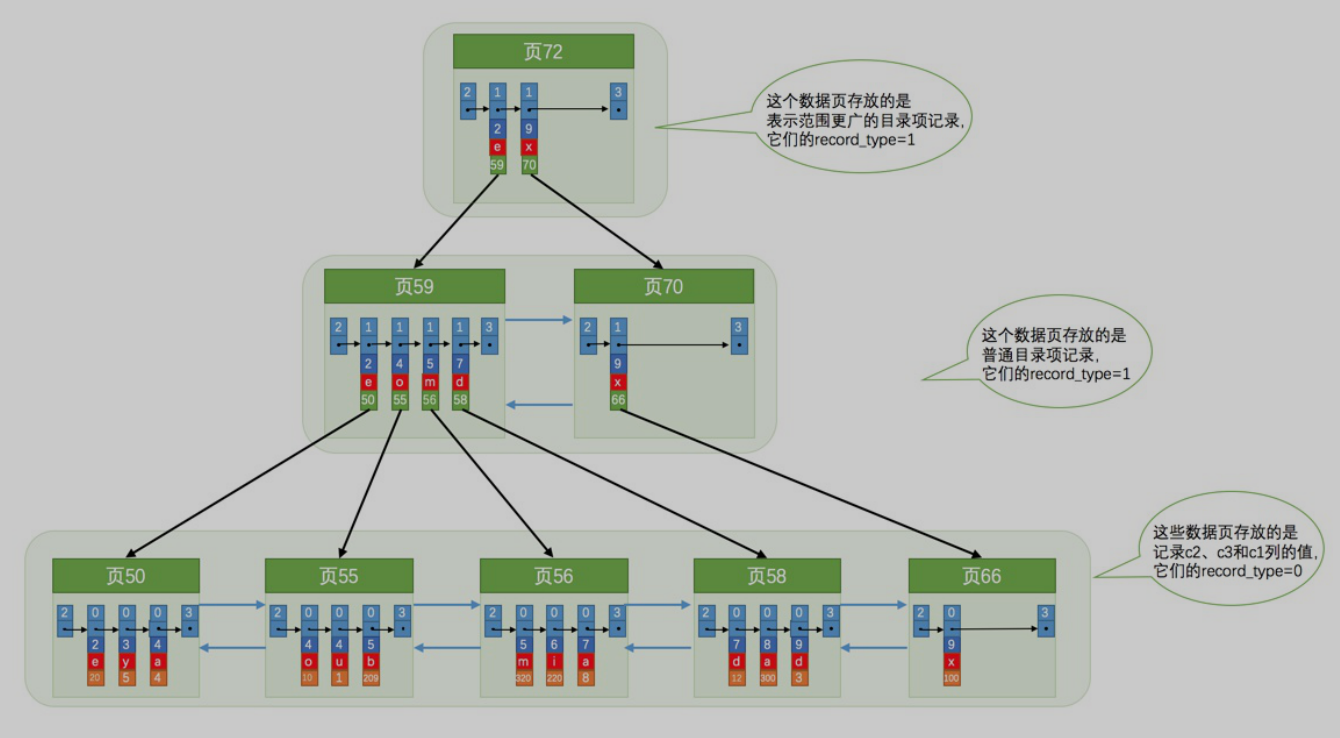 页72
2 1 1 3
2 9
e x
59 70
这个数据页存放的是
表示范围更广的目录项记录,
它们的record_type=1
页59
2 1 1 1 1 3
2 4 5 7
e o m d
50 55 56 58
页70
2 1 3
9
x
66
这个数据页存放的是
普通目录项记录,
它们的record_type=1
页50
2 0 0 0 3
2 3 4
e y a
20 5 4
页55
2 0 0 0 3
4 4 5
o u b
10 1 209
页56
2 0 0 0 3
5 6 7
m i a
320 220 8
页58
2 0 0 0 3
7 8 9
d a d
12 300 3
页66
2 0 3
9
x
100
这些数据页存放的是
记录c2、c3和c1列的值,
它们的record_type=0